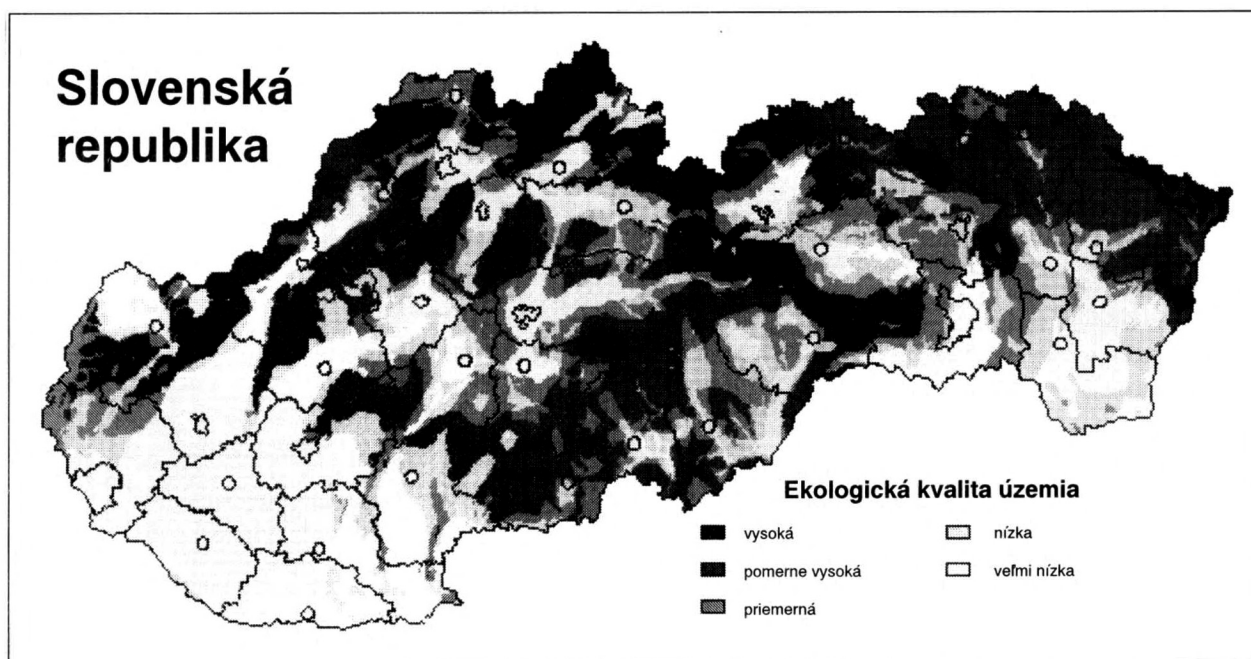 Slovenská
republika
Ekologická kvalita územia
vysoká
pomerne vysoká
priemerná
nízka
veľmi nízka